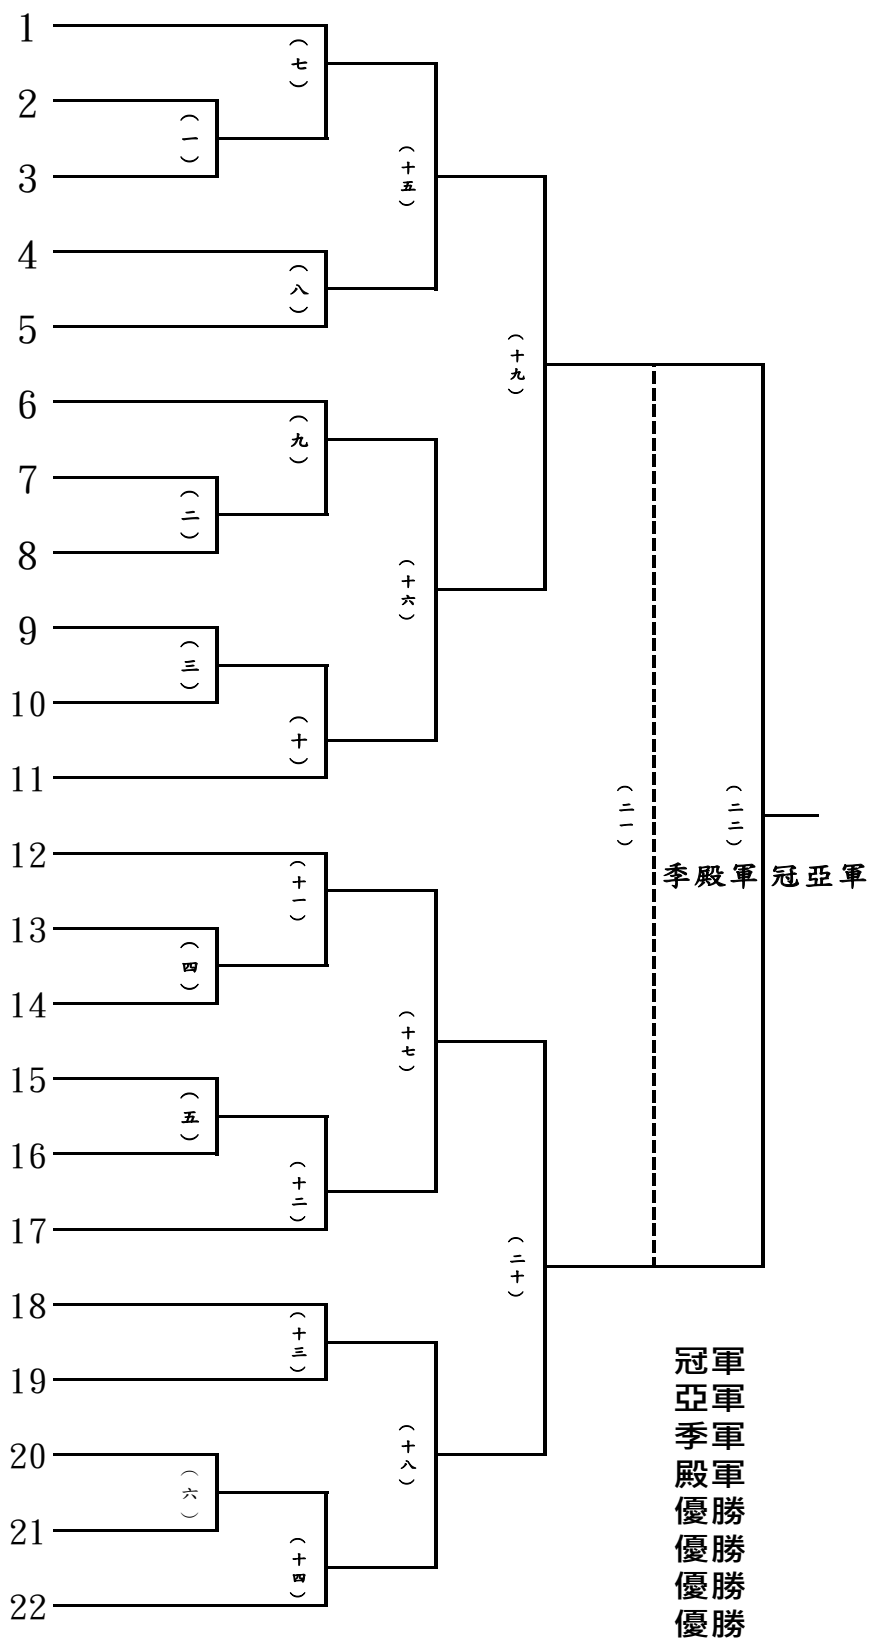 1
（七）
2
（一）
3
（十五）
4
（八）
5
（十九）
6
（九）
7
（二）
8
（十六）
9
（三）
10
（十）
11
（二一）
（二二）
12
（十一）
季殿軍
冠亞軍
13
（四）
14
（十七）
15
（五）
16
（十二）
17
（二十）
18
（十三）
19
20
（六）
（十八）
21
（十四）
22
冠軍
亞軍
季軍
殿軍
優勝
優勝
優勝
優勝